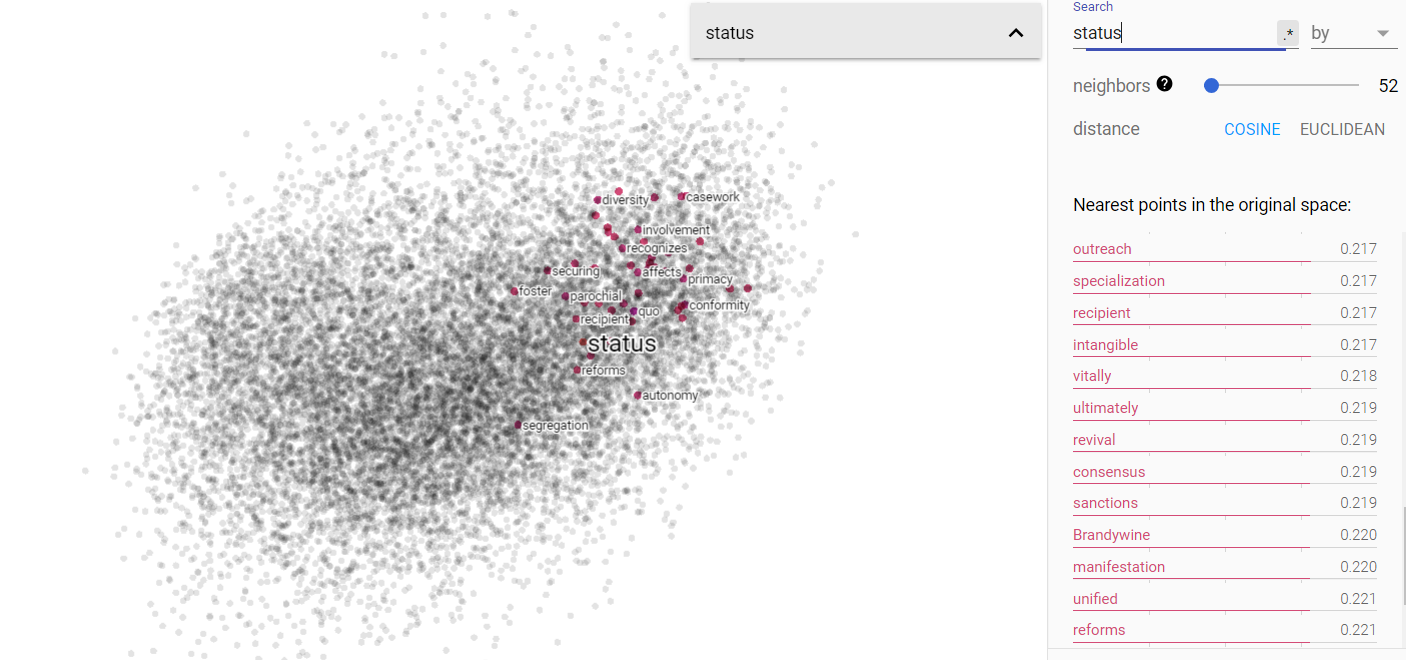 status
diversity
casework
involvement
recognizes
securing
affects
primacy
foster
parochial
conformity
quo
recipient
status
reforms
autonomy
segregation
Search
status .* by
neighbors ? 52
distance COSINE EUCLIDEAN
Nearest points in the original space:
outreach 0.217
specialization 0.217
recipient 0.217
intangible 0.217
vitally 0.218
ultimately 0.219
revival 0.219
consensus 0.219
sanctions 0.219
Brandywine 0.220
manifestation 0.220
unified 0.221
reforms 0.221